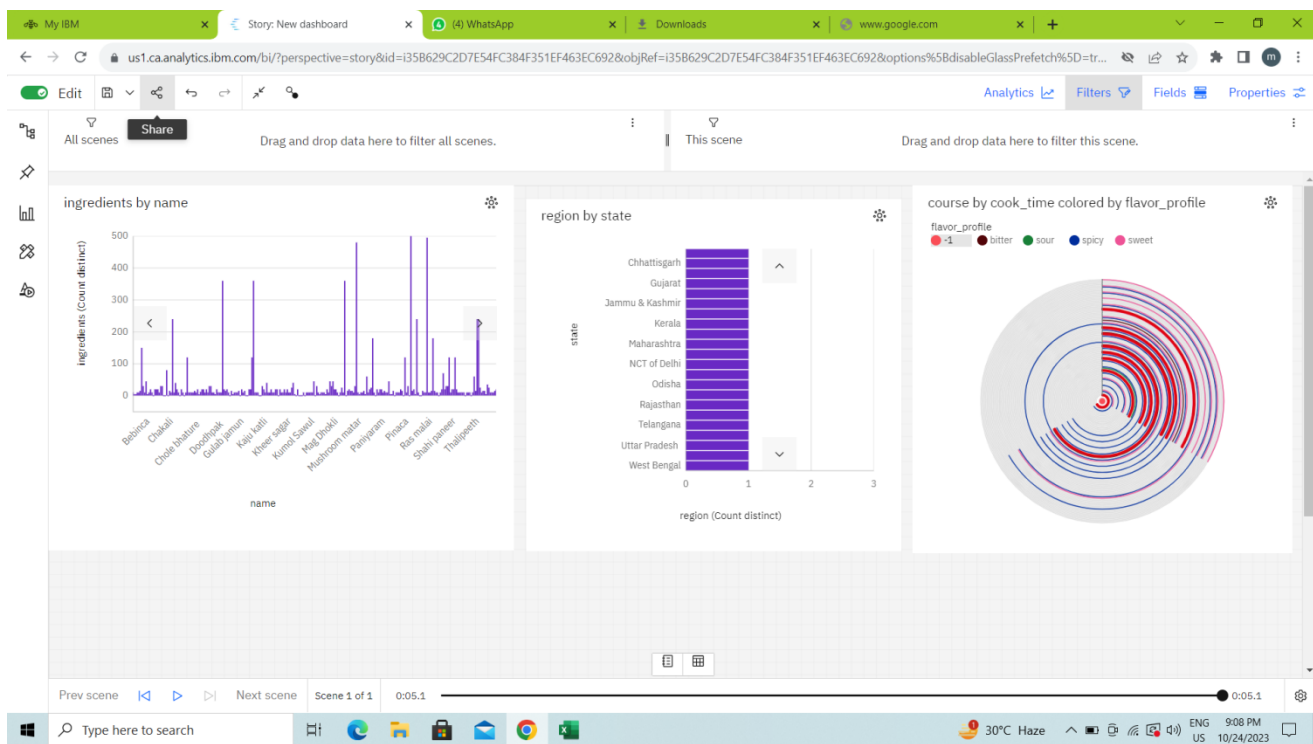 My IBM
Story: New dashboard
(4) WhatsApp
Downloads
www.google.com
us1.ca.analytics.ibm.com/bi/?perspective=story&id=i35B629C2D7E54FC384F351EF463EC692&objRef=i35B629C2D7E54FC384F351EF463EC692&options%5BdisableGlassPrefetch%5D=tr...
m
Edit
Analytics
Filters
Fields
Properties
Share
All scenes
Drag and drop data here to filter all scenes.
This scene
Drag and drop data here to filter this scene.
ingredients by name
ingredients (Count distinct)
500
400
300
200
100
0
Bebinca
Chakali
Chole bhature
Doodhpak
Gulab jamun
Kaju katli
Kheer sagar
Kumol Sawul
Mag Dhokli
Mushroom matar
Paniyaram
Pinaca
Ras malai
Shahi paneer
Thalipeeth
name
region by state
state
Chhattisgarh
Gujarat
Jammu & Kashmir
Kerala
Maharashtra
NCT of Delhi
Odisha
Rajasthan
Telangana
Uttar Pradesh
West Bengal
0 1 2 3
region (Count distinct)
course by cook_time colored by flavor_profile
flavor_profile
-1 bitter sour spicy sweet
Prev scene
Next scene
Scene 1 of 1
0:05.1
0:05.1
Type here to search
1
30°C Haze
ENG
US
9:08 PM
10/24/2023